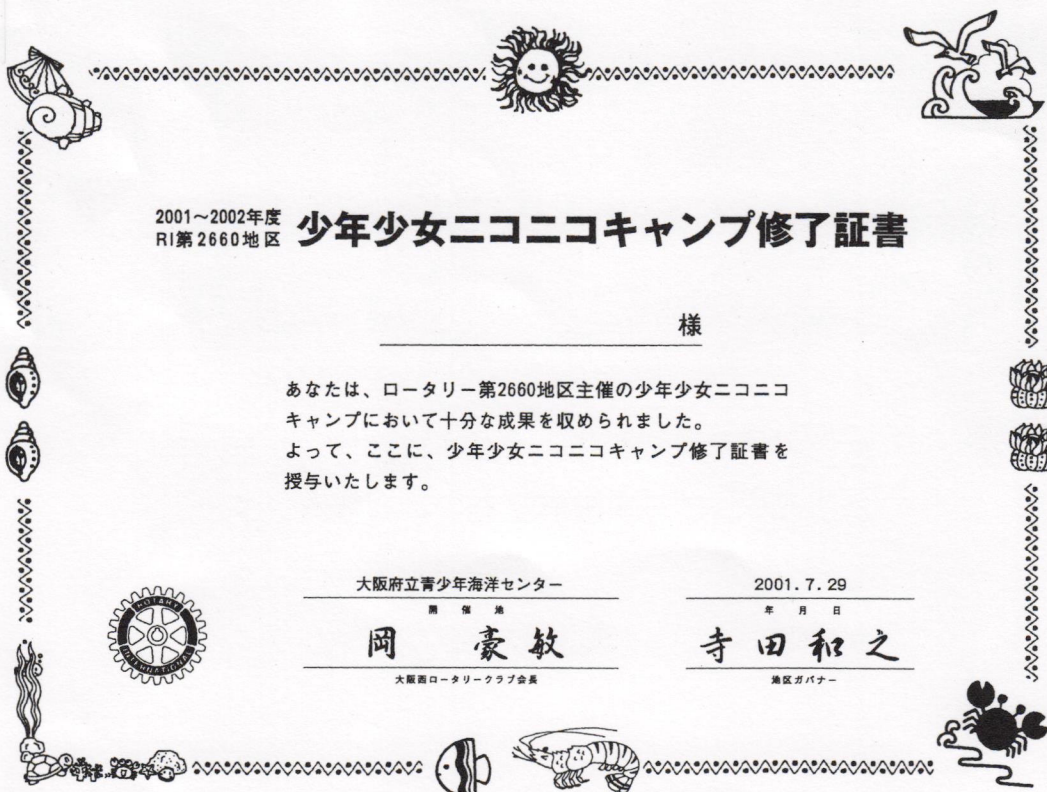 2001~2002年度
RI第2660地区
少年少女ニコニコキャンプ修了証書
様
あなたは、ロータリー第2660地区主催の少年少女ニコニコ
キャンプにおいて十分な成果を収められました。
よって、ここに、少年少女ニコニコキャンプ修了証書を
授与いたします。
大阪府立青少年海洋センター
開催地
2001.7.29
年月日
岡 豪敏
大阪西ロータリークラブ会長
寺田和之
地区ガバナー
ROTARY
INTERNATIONAL